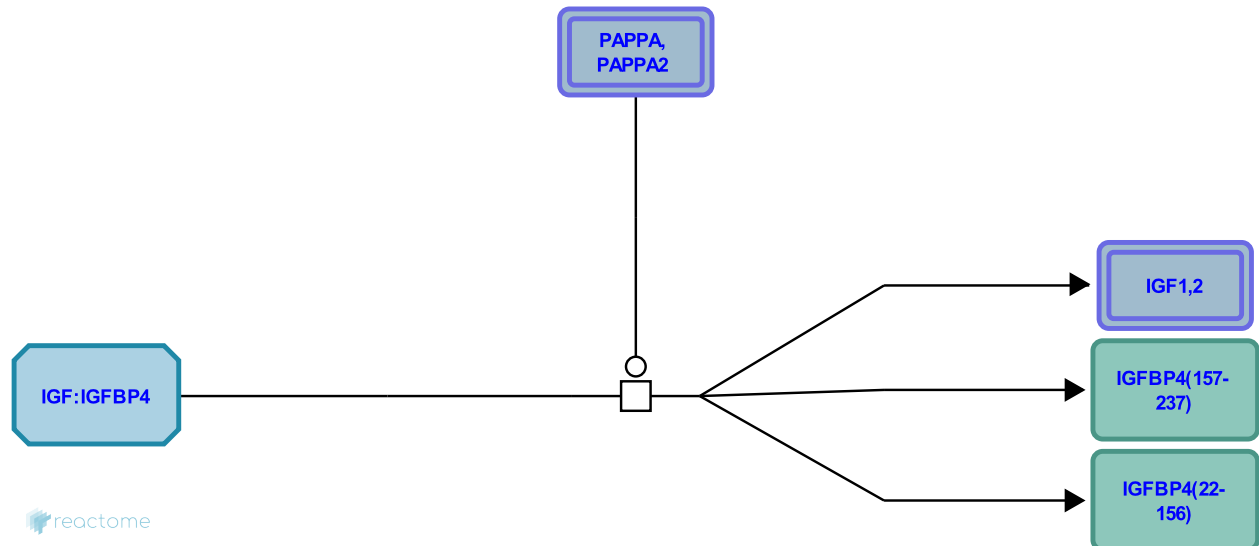 PAPPA,
PAPPA2
IGF1,2
IGF:IGFBP4
IGFBP4(157-
237)
IGFBP4(22-
156)
reactome